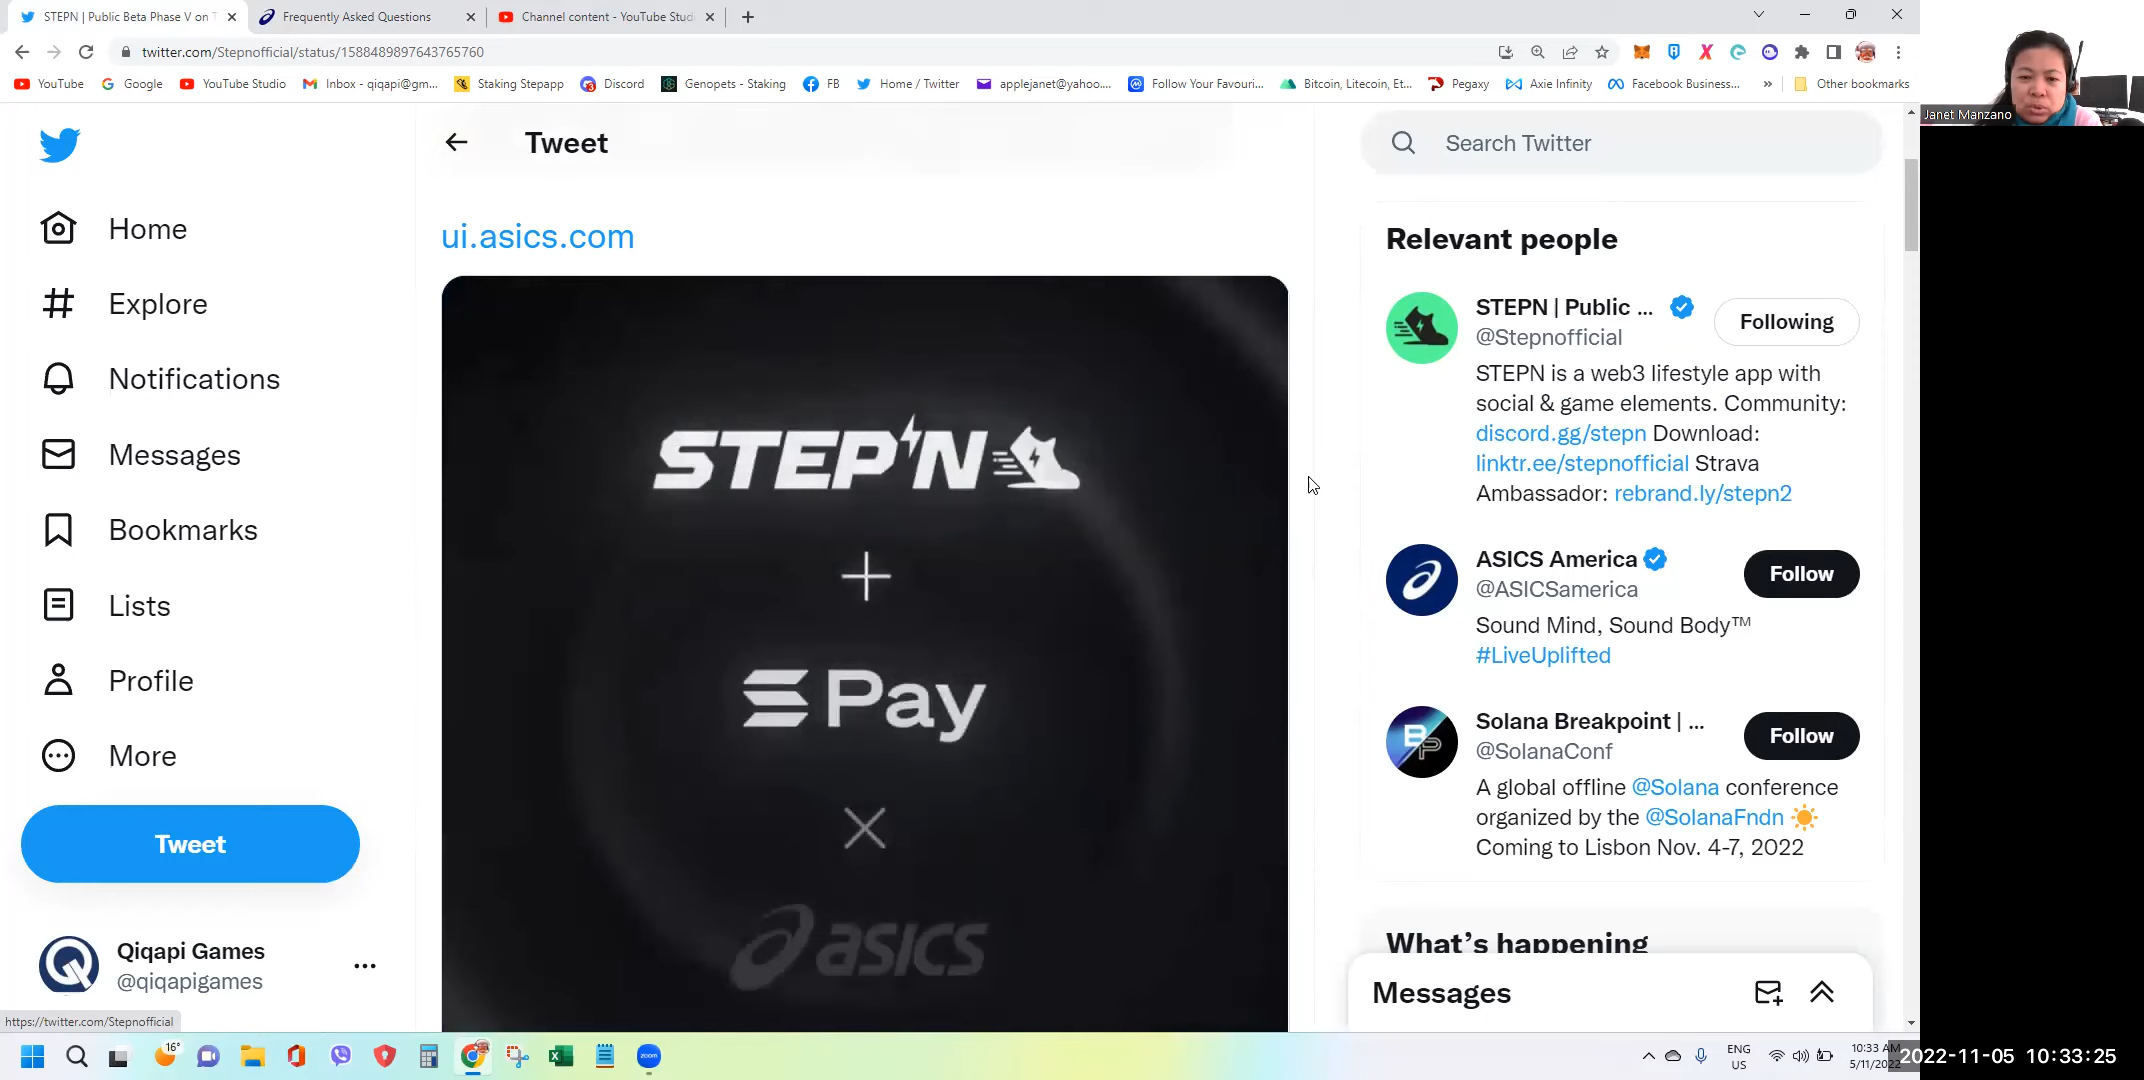 STEPN | Public Beta Phase V on T
Frequently Asked Questions
Channel content - YouTube Stud
twitter.com/Stepnofficial/status/1588489897643765760
YouTube
Google
YouTube Studio
Inbox - qiqapi@gm...
Staking Stepapp
Discord
Genopets - Staking
FB
Home / Twitter
applejanet@yahoo....
Follow Your Favouri...
Bitcoin, Litecoin, Et...
Pegaxy
Axie Infinity
Facebook Business...
»
Other bookmarks
Janet Manzano
Tweet
Search Twitter
Home
Explore
Notifications
Messages
Bookmarks
Lists
Profile
More
Tweet
Qiqapi Games
@qiqapigames
https://twitter.com/Stepnofficial
ui.asics.com
STEP'N
+
Pay
×
asics
Relevant people
STEPN | Public ...
Following
@Stepnofficial
STEPN is a web3 lifestyle app with
social & game elements. Community:
discord.gg/stepn Download:
linktr.ee/stepnofficial Strava
Ambassador: rebrand.ly/stepn2
ASICS America
Follow
@ASICSamerica
Sound Mind, Sound Body™
#LiveUplifted
Solana Breakpoint | ...
Follow
@SolanaConf
A global offline @Solana conference
organized by the @SolanaFndn
Coming to Lisbon Nov. 4-7, 2022
What's happening
Messages
16°
zoom
ENG
US
10:33 AM
5/11/2022
2022-11-05 10:33:25